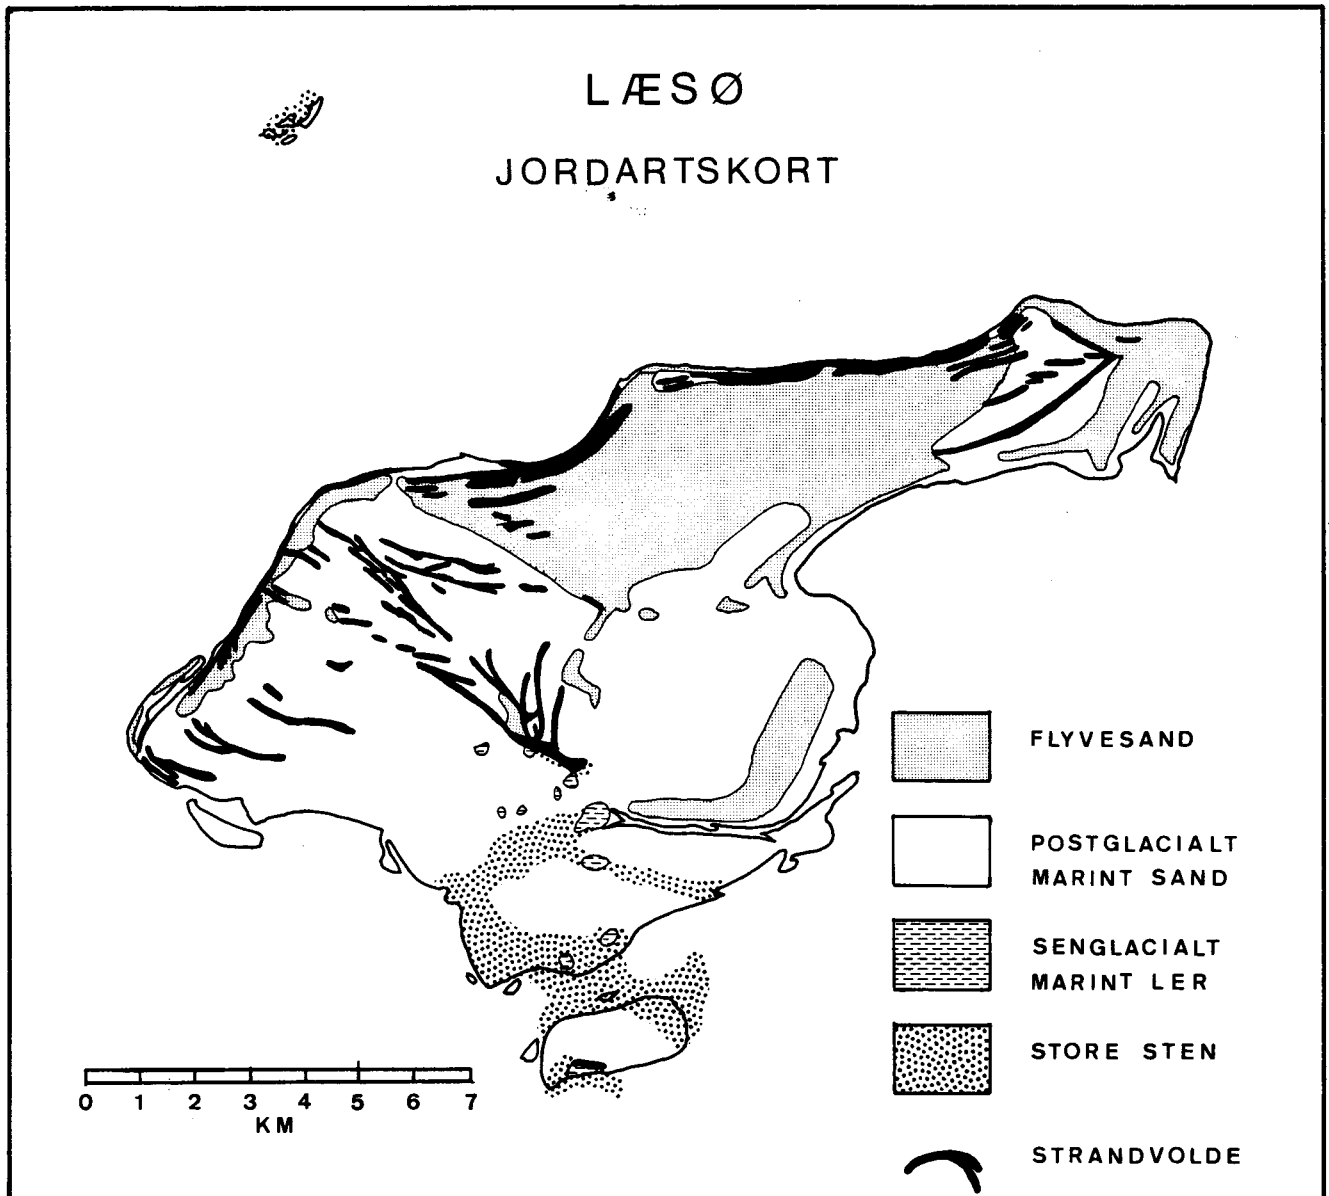 LÆSØ
JORDARTSKORT
FLYVESAND
POSTGLACIALT
MARINT SAND
SENGLACIALT
MARINT LER
STORE STEN
STRANDVOLDE
0 1 2 3 4 5 6 7
KM